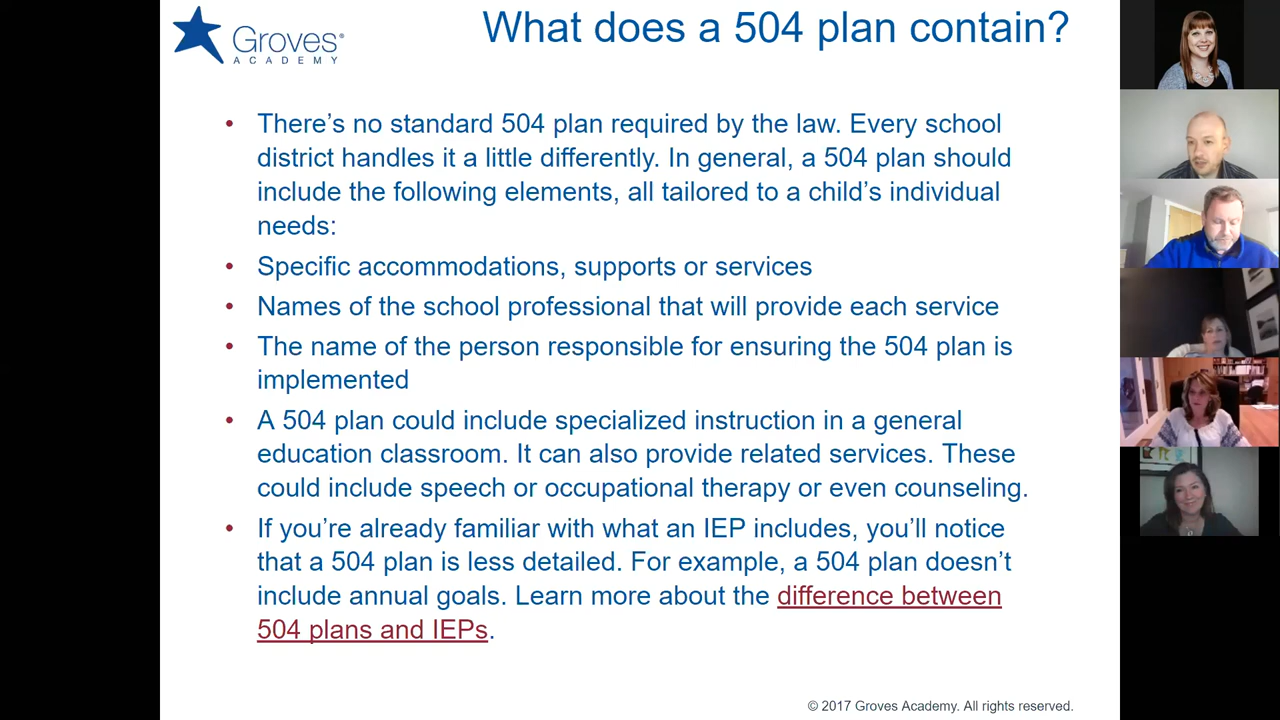 Groves®
ACADEMY
What does a 504 plan contain?
• There’s no standard 504 plan required by the law. Every school
district handles it a little differently. In general, a 504 plan should
include the following elements, all tailored to a child’s individual
needs:
• Specific accommodations, supports or services
• Names of the school professional that will provide each service
• The name of the person responsible for ensuring the 504 plan is
implemented
• A 504 plan could include specialized instruction in a general
education classroom. It can also provide related services. These
could include speech or occupational therapy or even counseling.
• If you’re already familiar with what an IEP includes, you’ll notice
that a 504 plan is less detailed. For example, a 504 plan doesn’t
include annual goals. Learn more about the difference between
504 plans and IEPs.
© 2017 Groves Academy. All rights reserved.